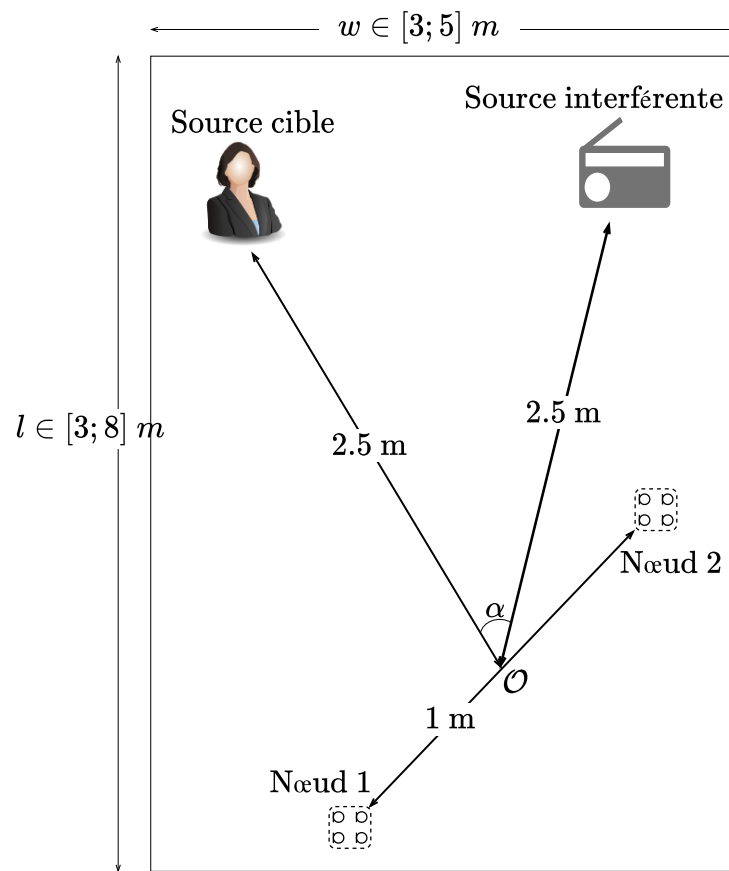 w ∈ [3; 5] m
Source interférente
Source cible
2.5 m
l ∈ [3; 8] m
2.5 m
Nœud 2
α
𝒪
1 m
Nœud 1